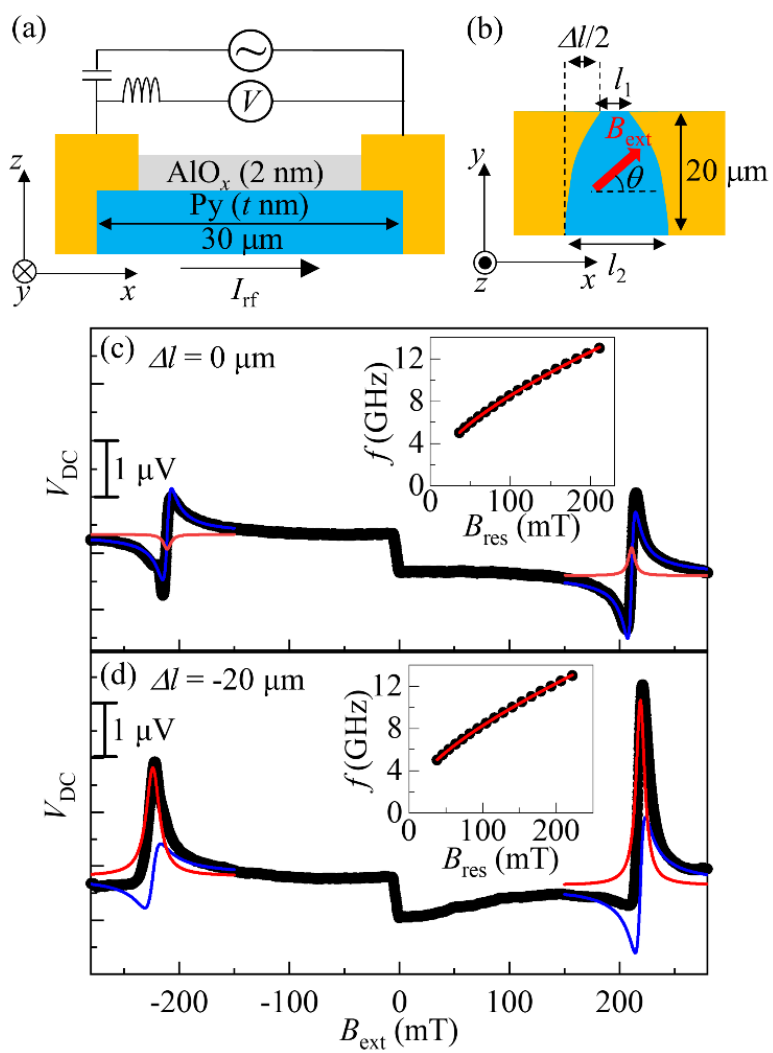 (a)
V
z
AlOx (2 nm)
Py (t nm)
30 μm
y
x
Irf
(b)
Δl/2
l1
Bext
θ
20 μm
y
z
x
l2
(c) Δl = 0 μm
1 μV
VDC
12
8
4
0
f (GHz)
0 100 200
Bres (mT)
(d) Δl = -20 μm
1 μV
VDC
12
8
4
0
f (GHz)
0 100 200
Bres (mT)
-200 -100 0 100 200
Bext (mT)